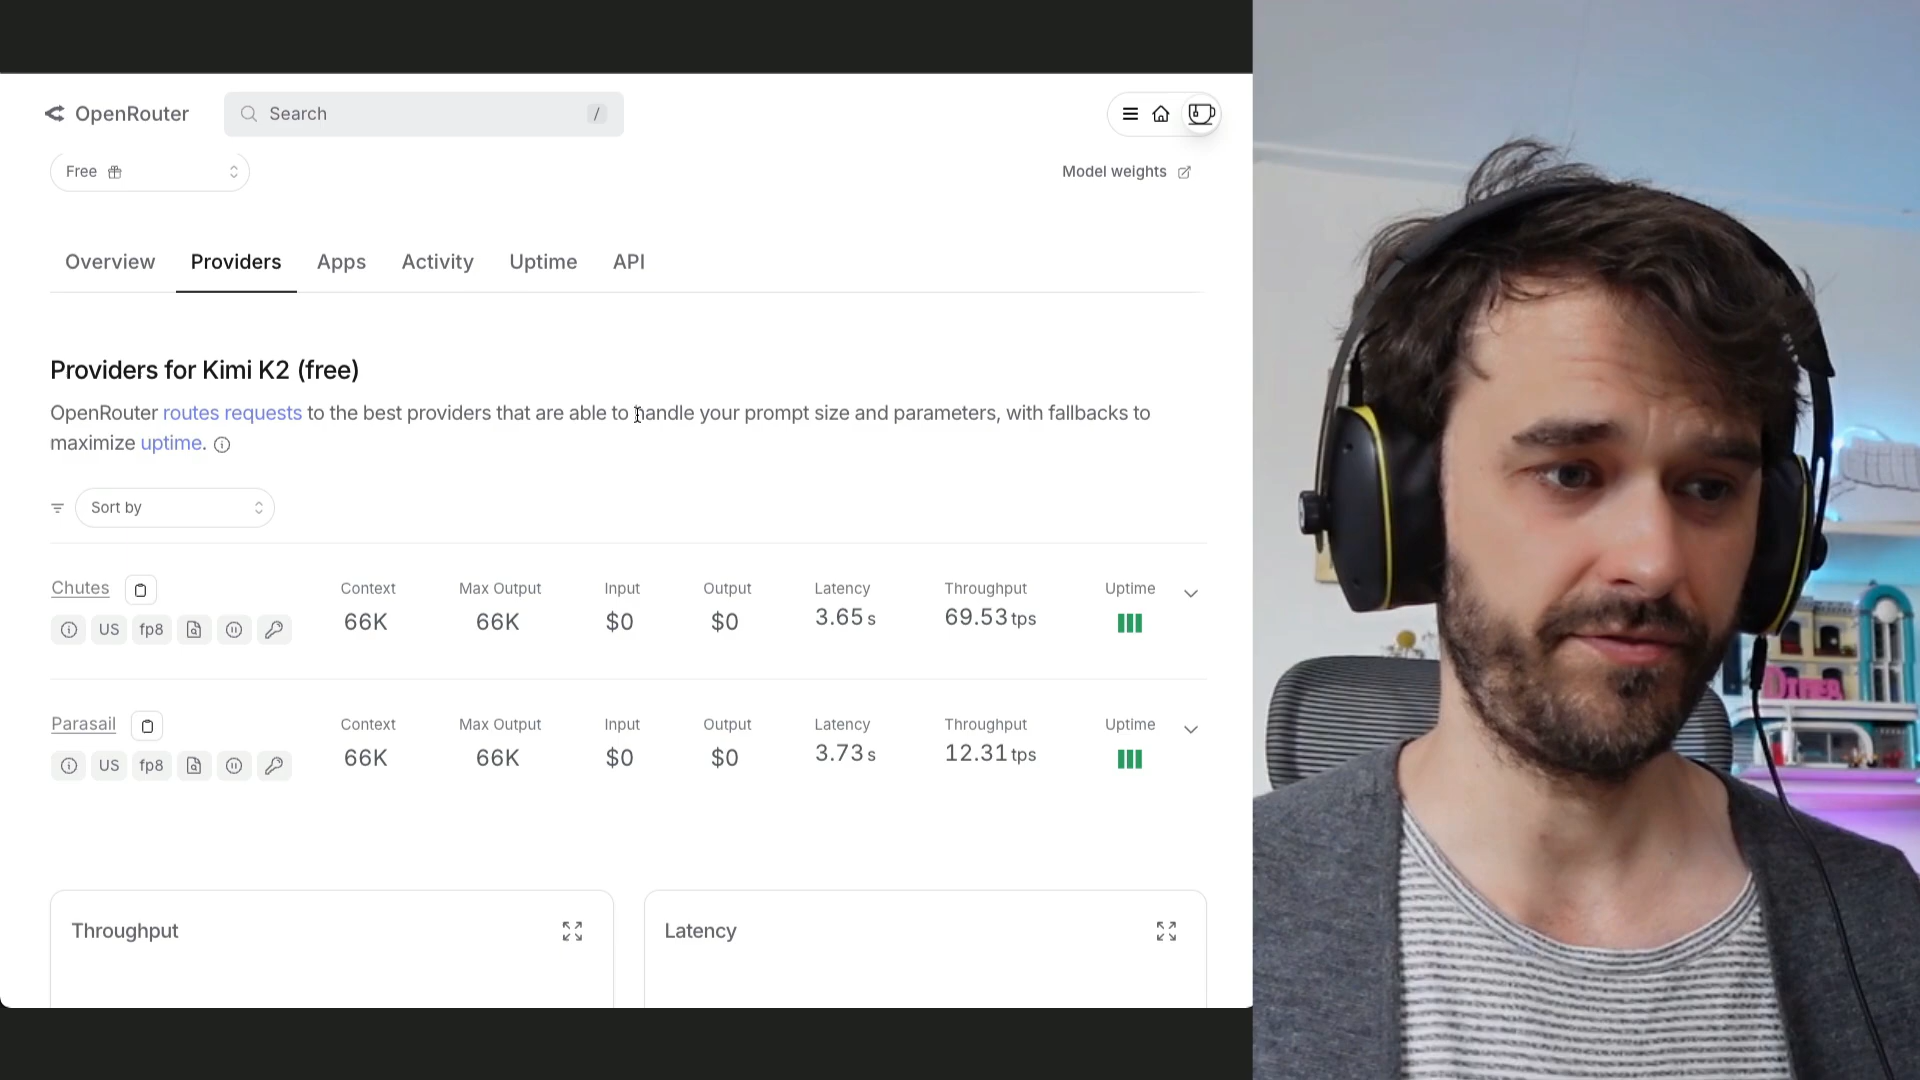 OpenRouter
Search /
Free
Model weights
Overview Providers Apps Activity Uptime API
Providers for Kimi K2 (free)
OpenRouter routes requests to the best providers that are able to handle your prompt size and parameters, with fallbacks to
maximize uptime.
Sort by
Chutes Context Max Output Input Output Latency Throughput Uptime
66K 66K $0 $0 3.65 s 69.53 tps
US fp8
Parasail Context Max Output Input Output Latency Throughput Uptime
66K 66K $0 $0 3.73 s 12.31 tps
US fp8
Throughput Latency
DINER